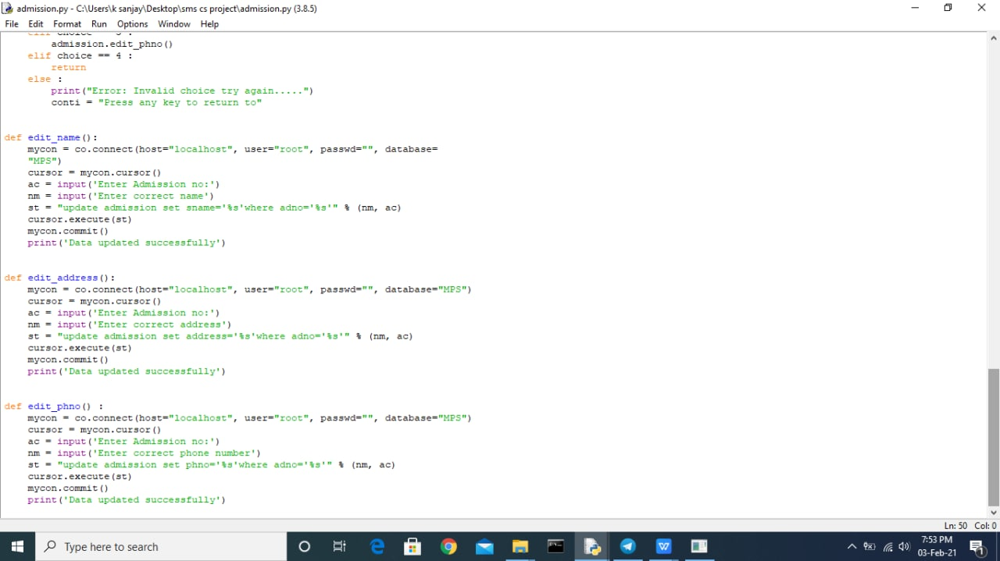 admission.py - C:\Users\k sanjay\Desktop\sms cs project\admission.py (3.8.5)
File Edit Format Run Options Window Help
admission.edit_phno()
elif choice == 4 :
return
else :
print("Error: Invalid choice try again.....")
conti = "Press any key to return to"
def edit_name():
mycon = co.connect(host="localhost", user="root", passwd="", database=
"MPS")
cursor = mycon.cursor()
ac = input('Enter Admission no:')
nm = input('Enter correct name')
st = "update admission set sname='%s'where adno='%s'" % (nm, ac)
cursor.execute(st)
mycon.commit()
print('Data updated successfully')
def edit_address():
mycon = co.connect(host="localhost", user="root", passwd="", database="MPS")
cursor = mycon.cursor()
ac = input('Enter Admission no:')
nm = input('Enter correct address')
st = "update admission set address='%s'where adno='%s'" % (nm, ac)
cursor.execute(st)
mycon.commit()
print('Data updated successfully')
def edit_phno() :
mycon = co.connect(host="localhost", user="root", passwd="", database="MPS")
cursor = mycon.cursor()
ac = input('Enter Admission no:')
nm = input('Enter correct phone number')
st = "update admission set phno='%s'where adno='%s'" % (nm, ac)
cursor.execute(st)
mycon.commit()
print('Data updated successfully')
Ln: 50 Col: 0
Type here to search
7:53 PM
03-Feb-21
1